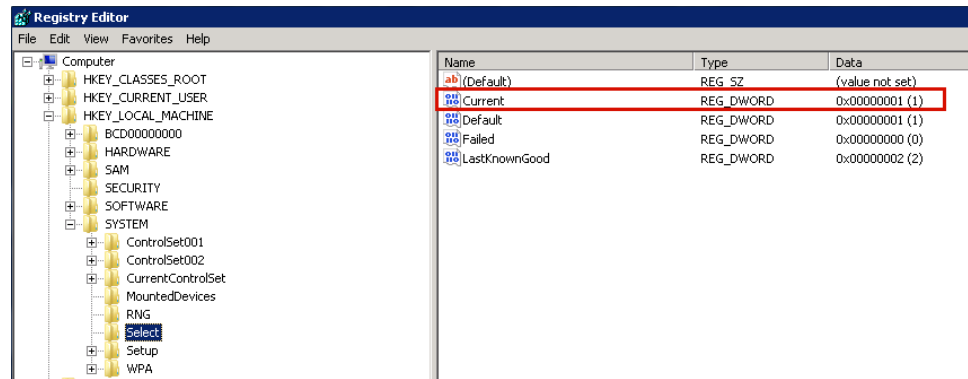 Registry Editor
File Edit View Favorites Help
Computer
HKEY_CLASSES_ROOT
HKEY_CURRENT_USER
HKEY_LOCAL_MACHINE
BCD00000000
HARDWARE
SAM
SECURITY
SOFTWARE
SYSTEM
ControlSet001
ControlSet002
CurrentControlSet
MountedDevices
RNG
Select
Setup
WPA
Name Type Data
(Default) REG_SZ (value not set)
Current REG_DWORD 0x00000001 (1)
Default REG_DWORD 0x00000001 (1)
Failed REG_DWORD 0x00000000 (0)
LastKnownGood REG_DWORD 0x00000002 (2)